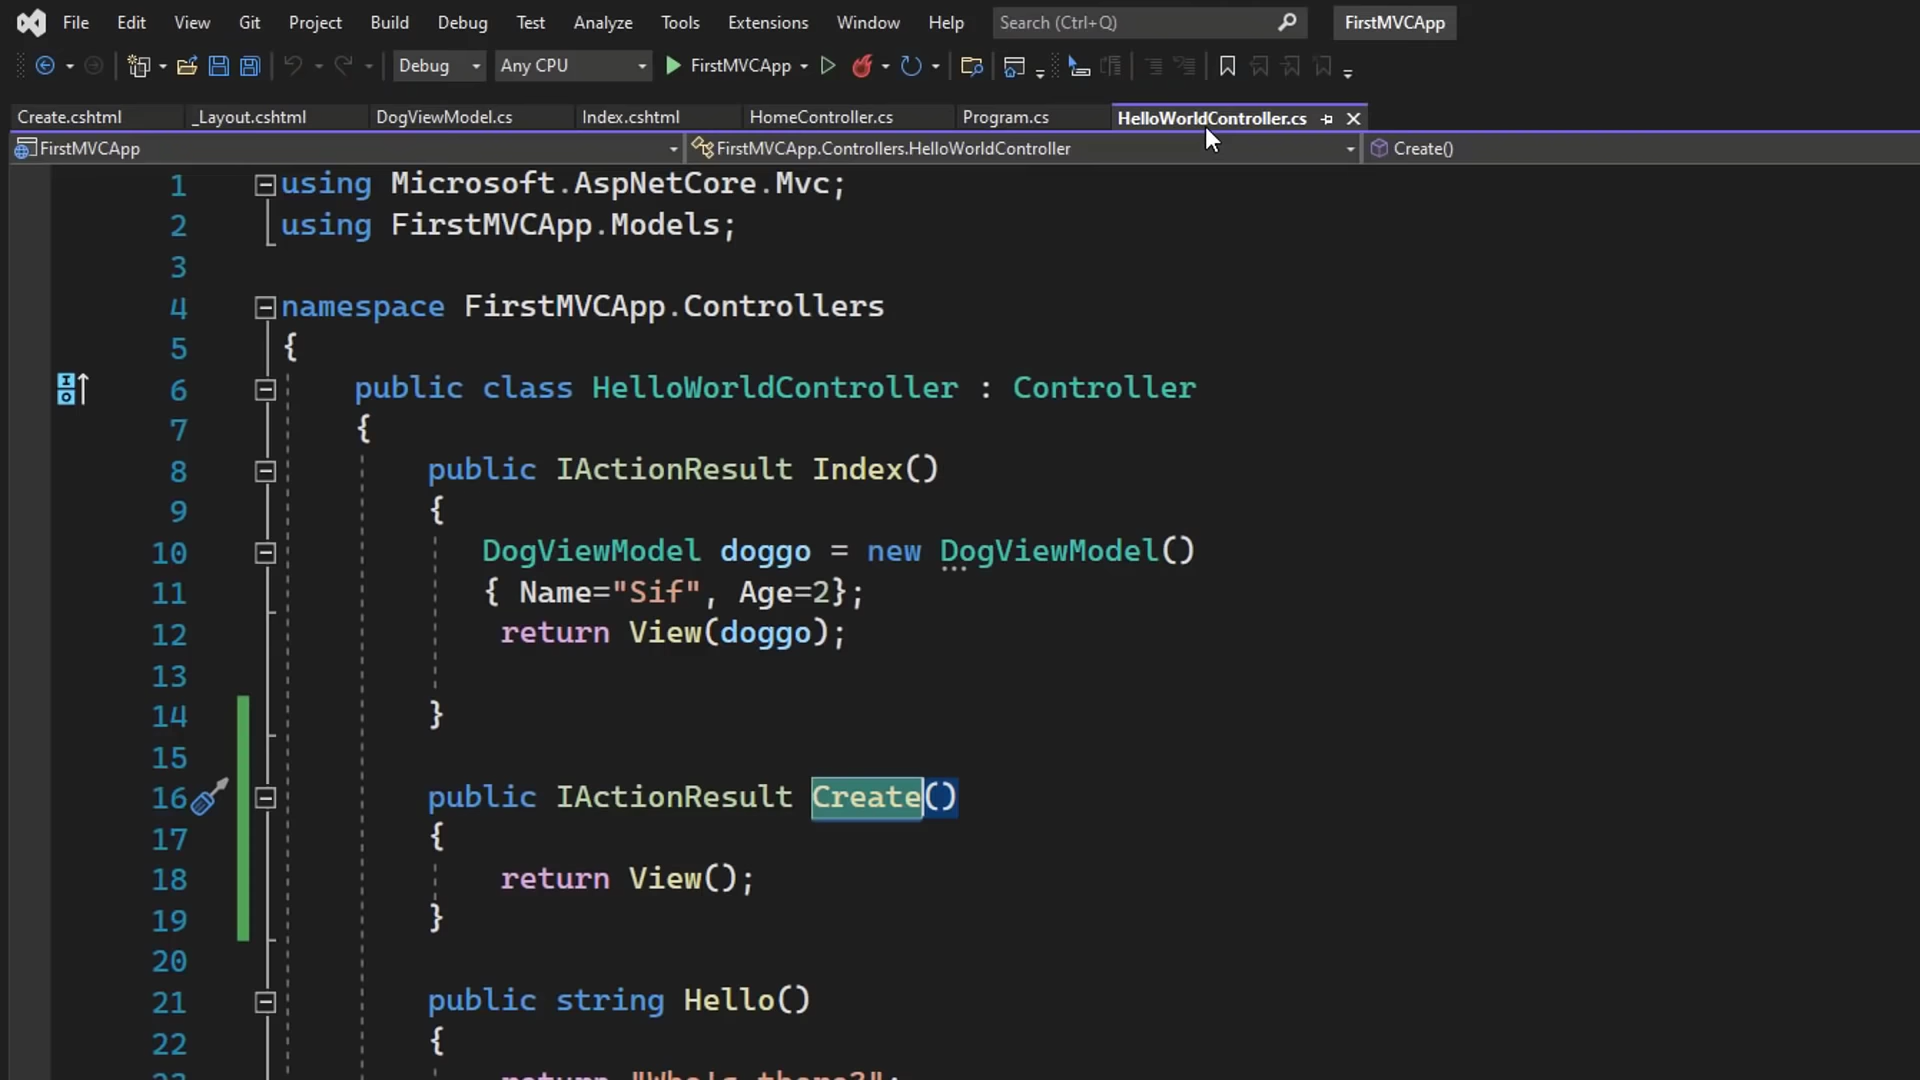 File Edit View Git Project Build Debug Test Analyze Tools Extensions Window Help Search (Ctrl+Q) FirstMVCApp
Debug Any CPU FirstMVCApp
Create.cshtml _Layout.cshtml DogViewModel.cs Index.cshtml HomeController.cs Program.cs HelloWorldController.cs
FirstMVCApp FirstMVCApp.Controllers.HelloWorldController Create()
1 using Microsoft.AspNetCore.Mvc;
2 using FirstMVCApp.Models;
3
4 namespace FirstMVCApp.Controllers
5 {
6 public class HelloWorldController : Controller
7 {
8 public IActionResult Index()
9 {
10 DogViewModel doggo = new DogViewModel()
11 { Name="Sif", Age=2};
12 return View(doggo);
13
14 }
15
16 public IActionResult Create()
17 {
18 return View();
19 }
20
21 public string Hello()
22 {
23 return "Who's there?";